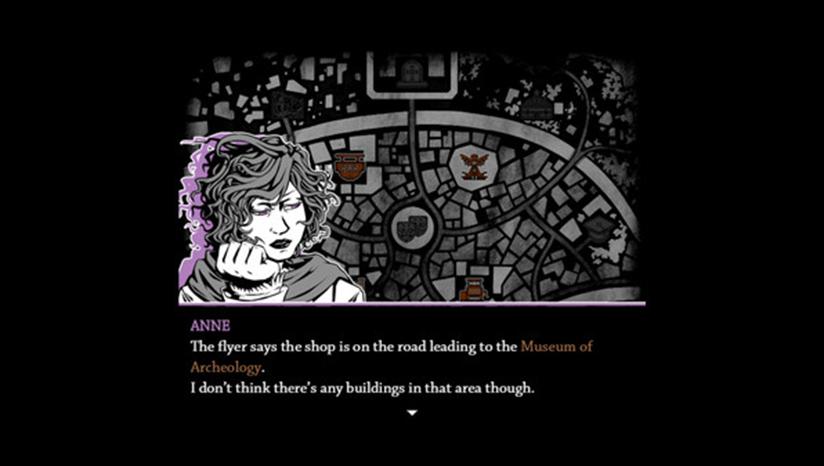 ANNE
The flyer says the shop is on the road leading to the Museum of
Archeology.
I don't think there's any buildings in that area though.